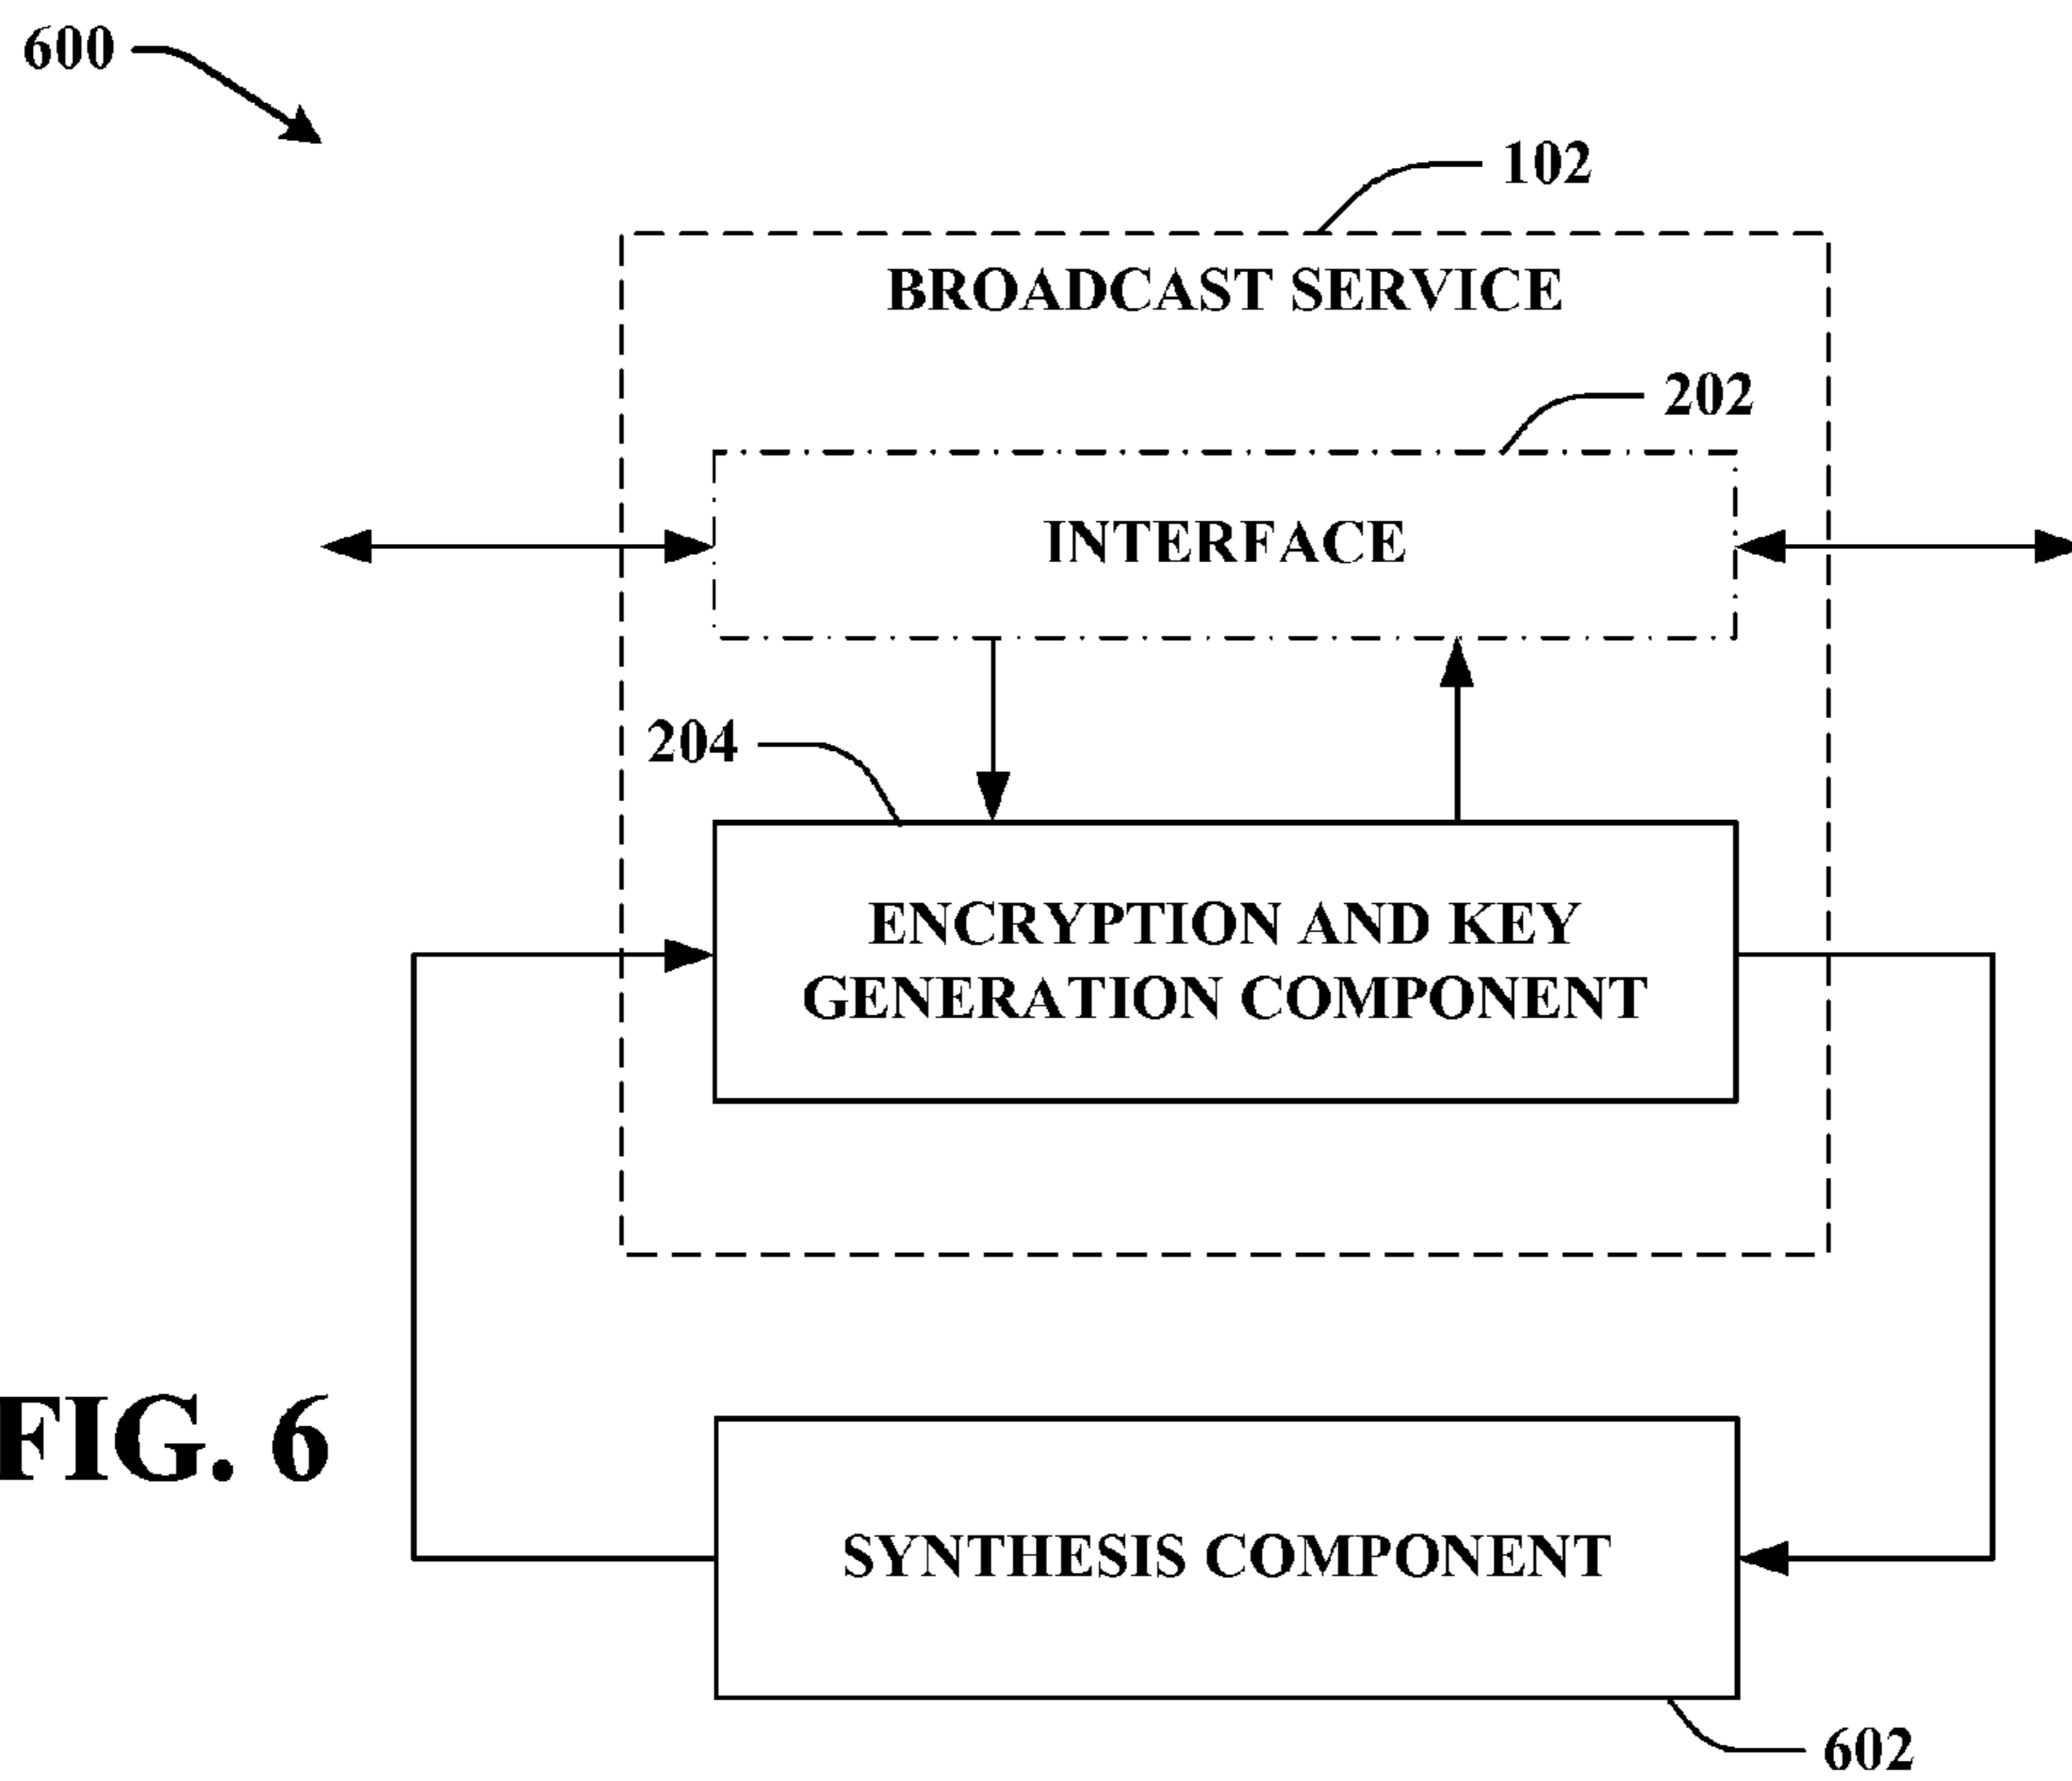 600
102
BROADCAST SERVICE
202
INTERFACE
204
ENCRYPTION AND KEY
GENERATION COMPONENT
FIG. 6
SYNTHESIS COMPONENT
602